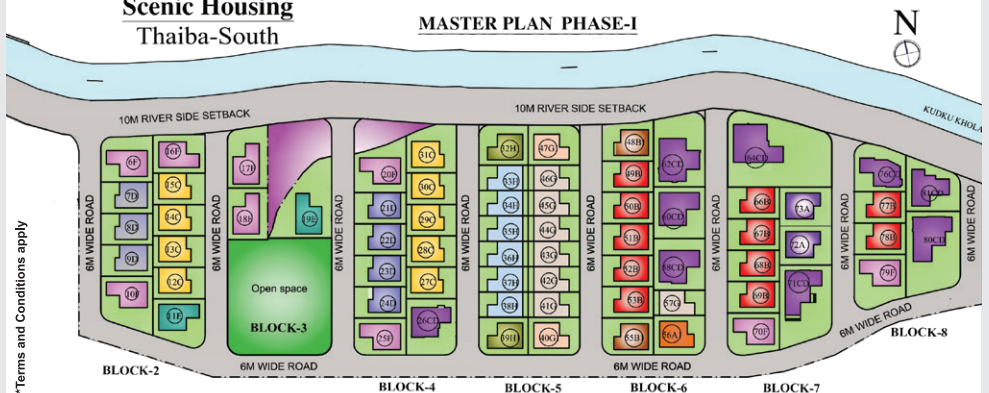 Scenic Housing
Thaiba-South
MASTER PLAN PHASE-I
N
10M RIVER SIDE SETBACK
10M RIVER SIDE SETBACK
KUDKU KHOLA
*Terms and Conditions apply
6M WIDE ROAD
6F
7D
8D
9D
10F
16F
15C
14C
13C
12C
11E
BLOCK-2
6M WIDE ROAD
17F
18F
19E
Open space
BLOCK-3
6M WIDE ROAD
6M WIDE ROAD
20F
21D
22D
23D
24D
25F
31C
30C
29C
28C
27C
26CD
BLOCK-4
6M WIDE ROAD
32H
33H
34H
35H
36H
37H
38H
39H
47G
46G
45G
44G
43G
42G
41G
40G
BLOCK-5
6M WIDE ROAD
48B
49B
50B
51B
52B
53B
55B
62CD
60CD
58CD
57G
56A
6M WIDE ROAD
BLOCK-6
6M WIDE ROAD
64CD
66B
67B
68B
69B
70F
73A
72A
71CD
BLOCK-7
6M WIDE ROAD
76CD
77B
78B
79F
81CD
80CD
6M WIDE ROAD
6M WIDE ROAD
BLOCK-8